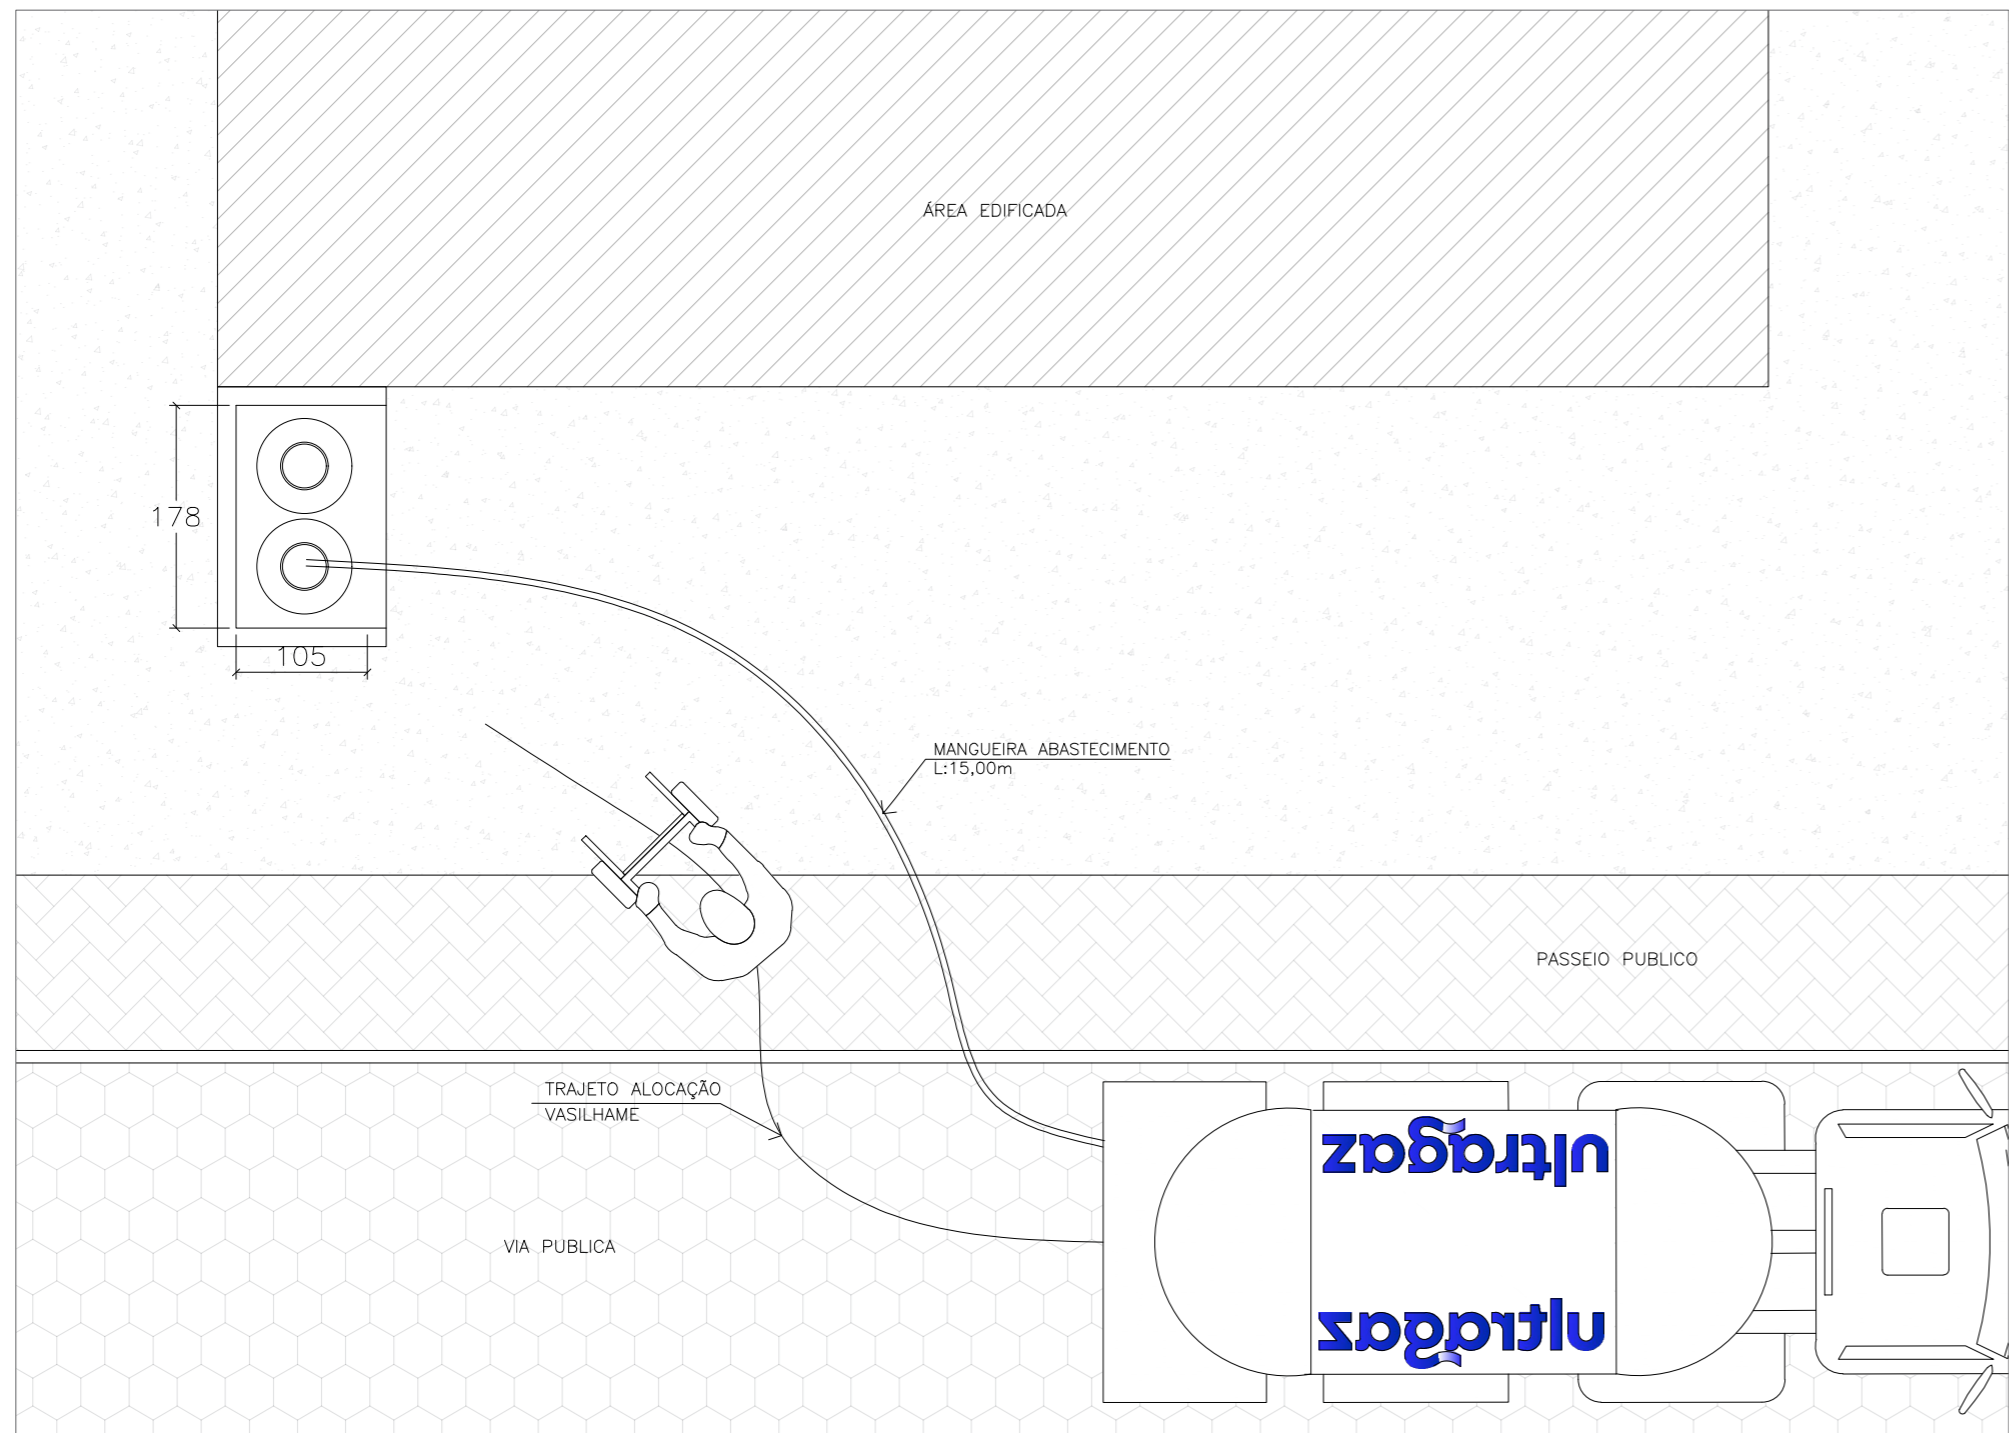 ÁREA EDIFICADA
178
105
MANGUEIRA ABASTECIMENTO
L:15,00m
PASSEIO PUBLICO
TRAJETO ALOCAÇÃO
VASILHAME
VIA PUBLICA
ultragaz
ultragaz